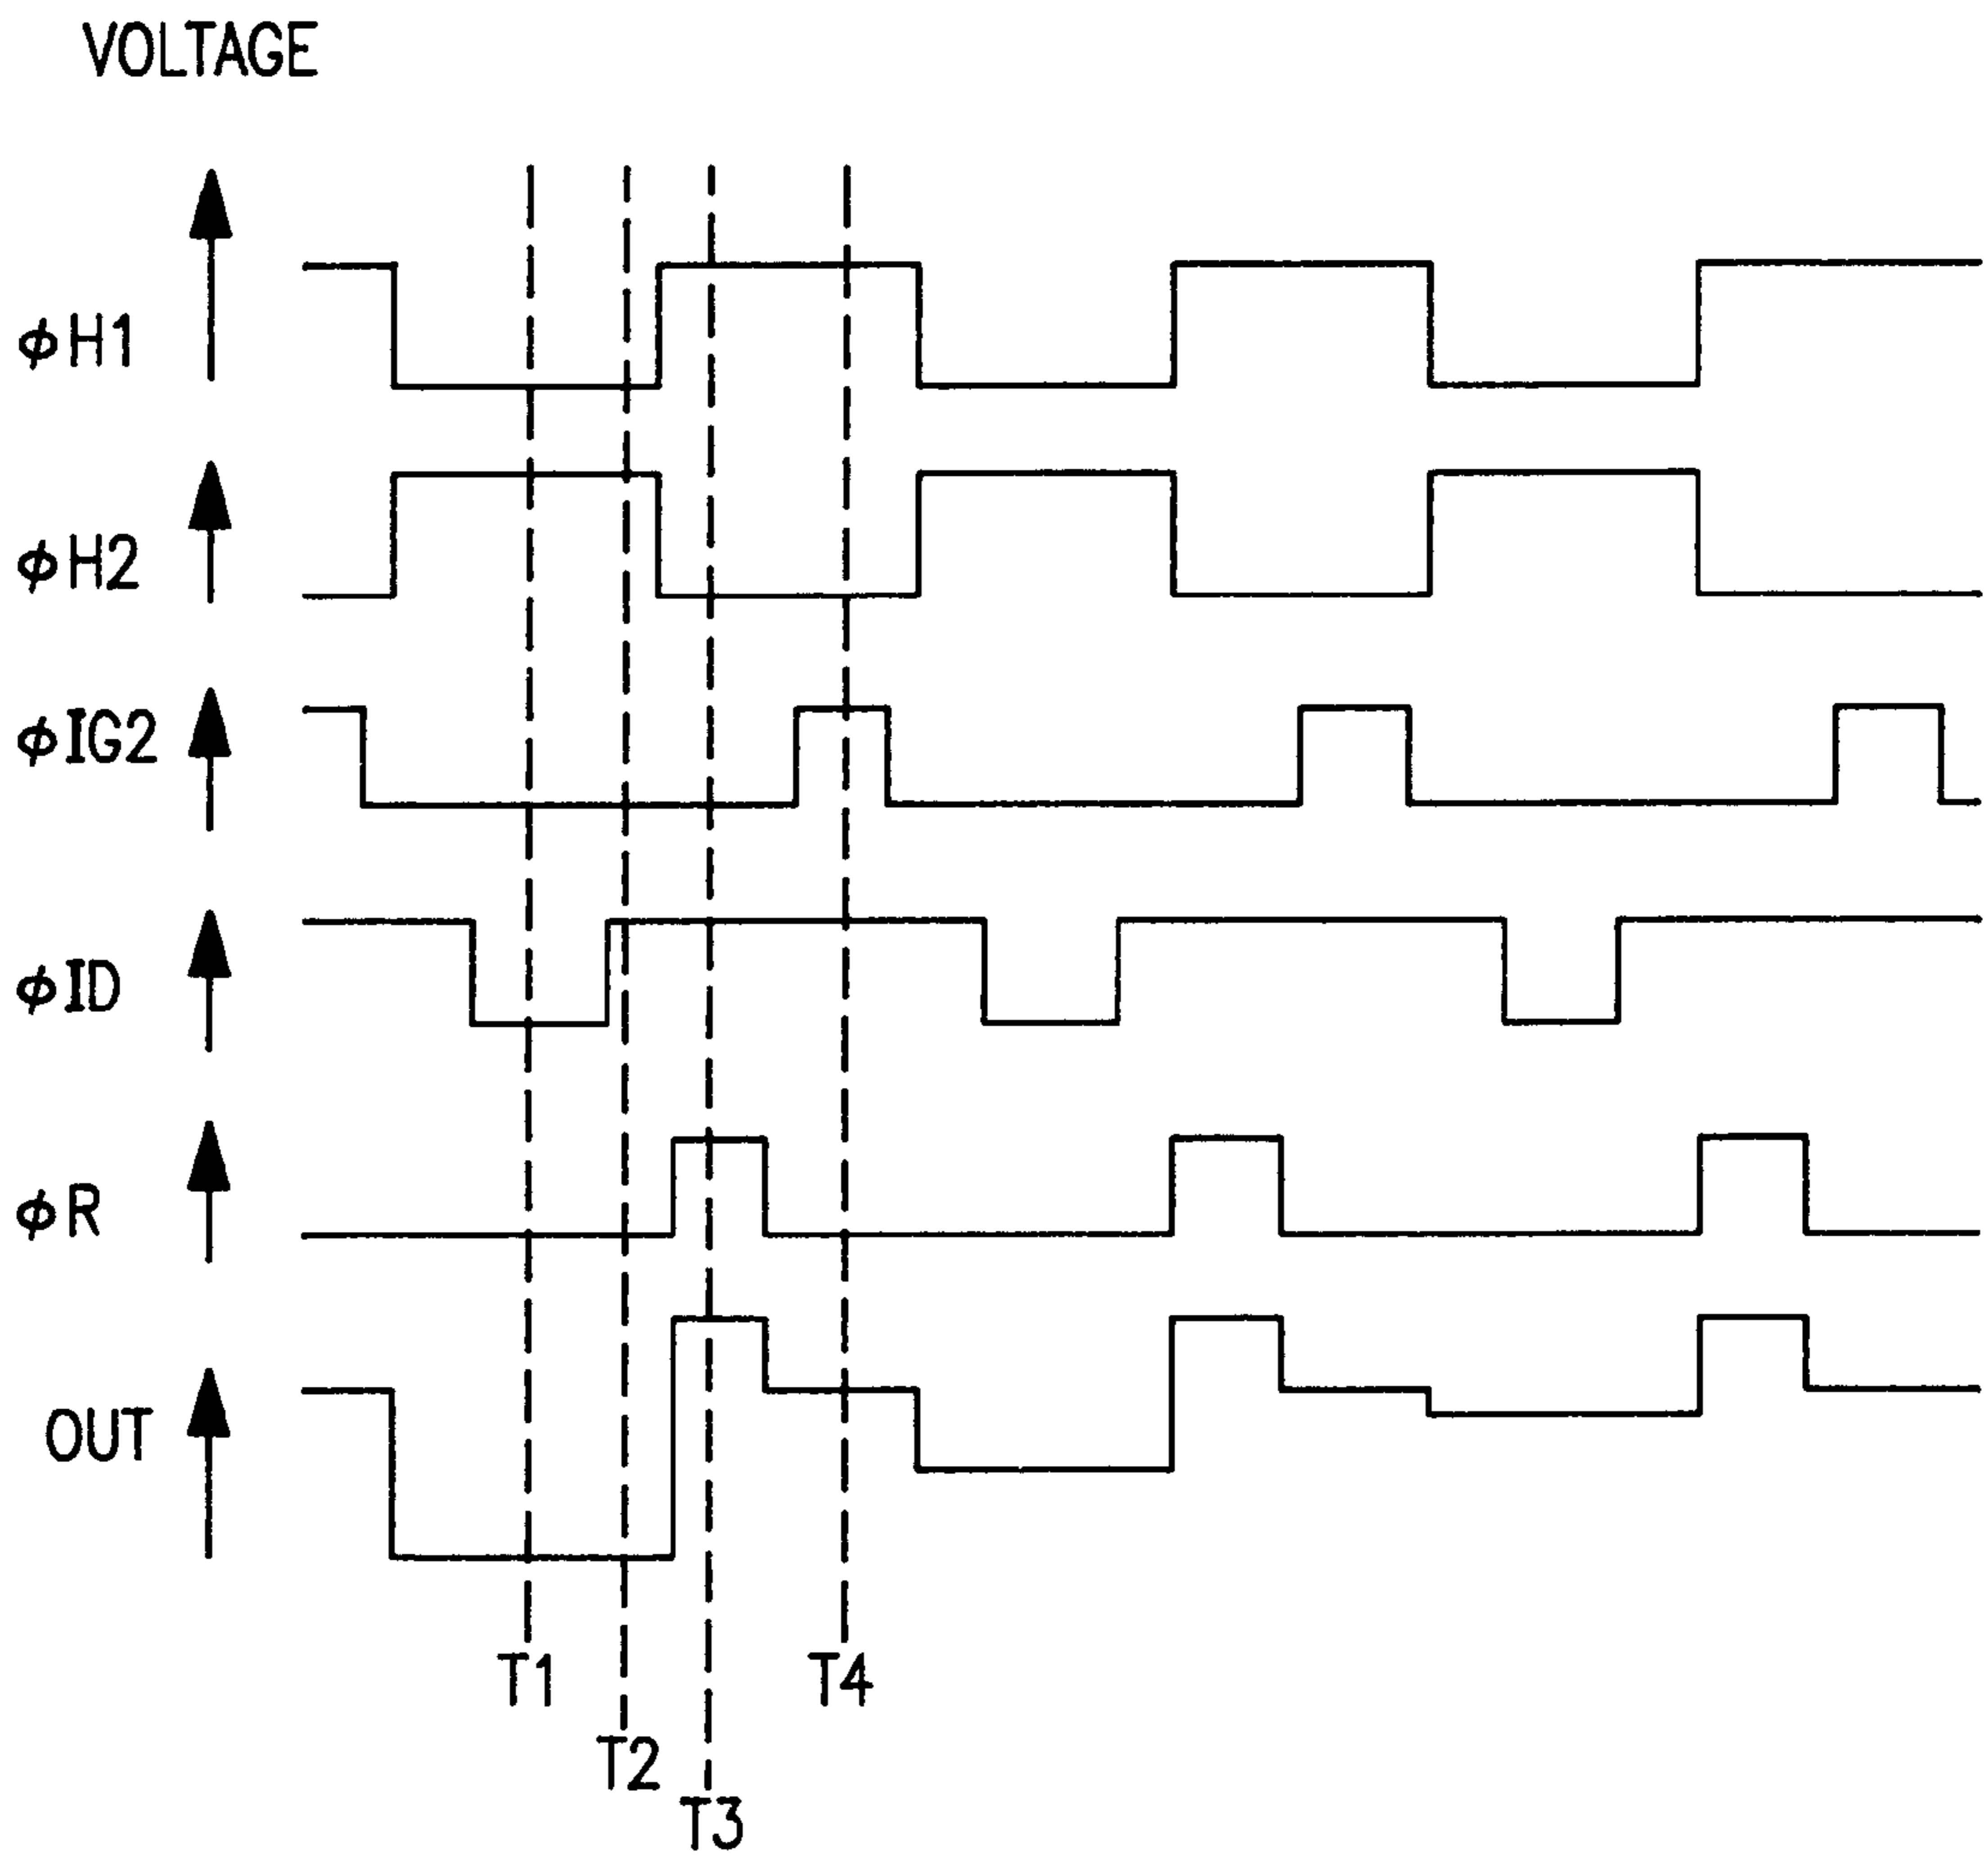 VOLTAGE
φH1
φH2
φIG2
φID
φR
OUT
T1
T4
T2
T3